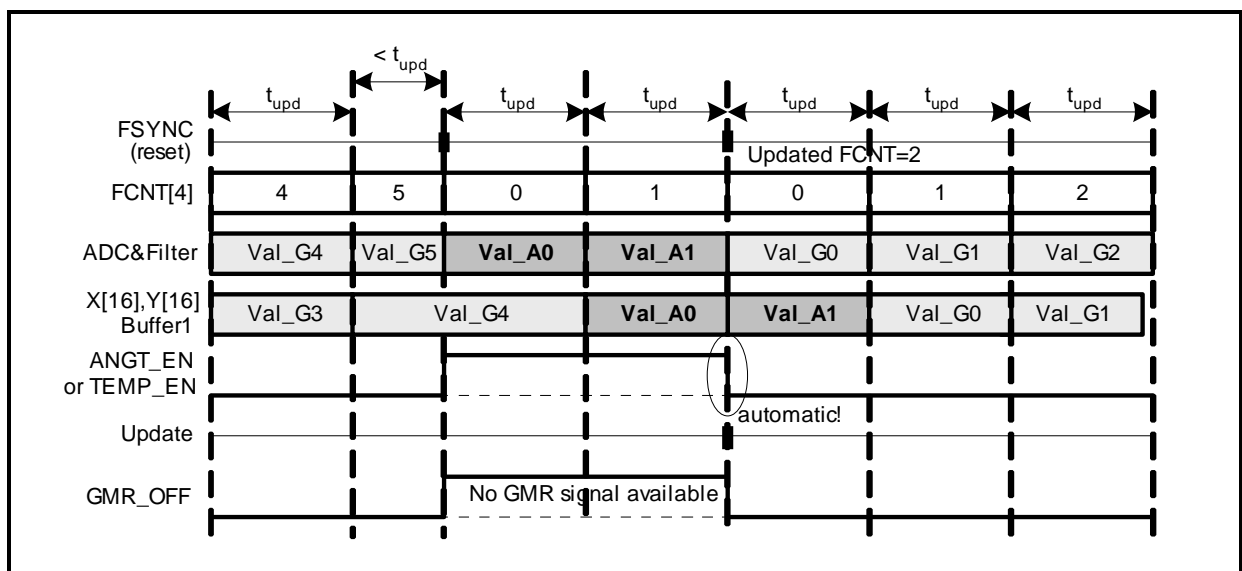 < t_upd
t_upd t_upd t_upd t_upd t_upd t_upd
FSYNC
(reset)
Updated FCNT=2
FCNT[4] 4 5 0 1 0 1 2
ADC&Filter Val_G4 Val_G5 Val_A0 Val_A1 Val_G0 Val_G1 Val_G2
X[16],Y[16]
Buffer1 Val_G3 Val_G4 Val_A0 Val_A1 Val_G0 Val_G1
ANGT_EN
or TEMP_EN
automatic!
Update
GMR_OFF No GMR signal available